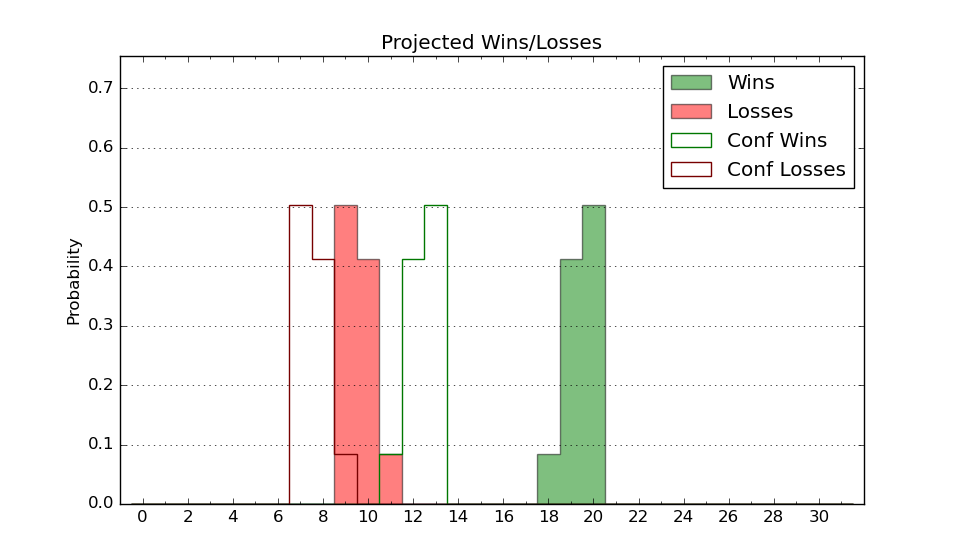 Projected Wins/Losses
Wins
Losses
Conf Wins
Conf Losses
Probability
0.7
0.6
0.5
0.4
0.3
0.2
0.1
0.0
0 2 4 6 8 10 12 14 16 18 20 22 24 26 28 30